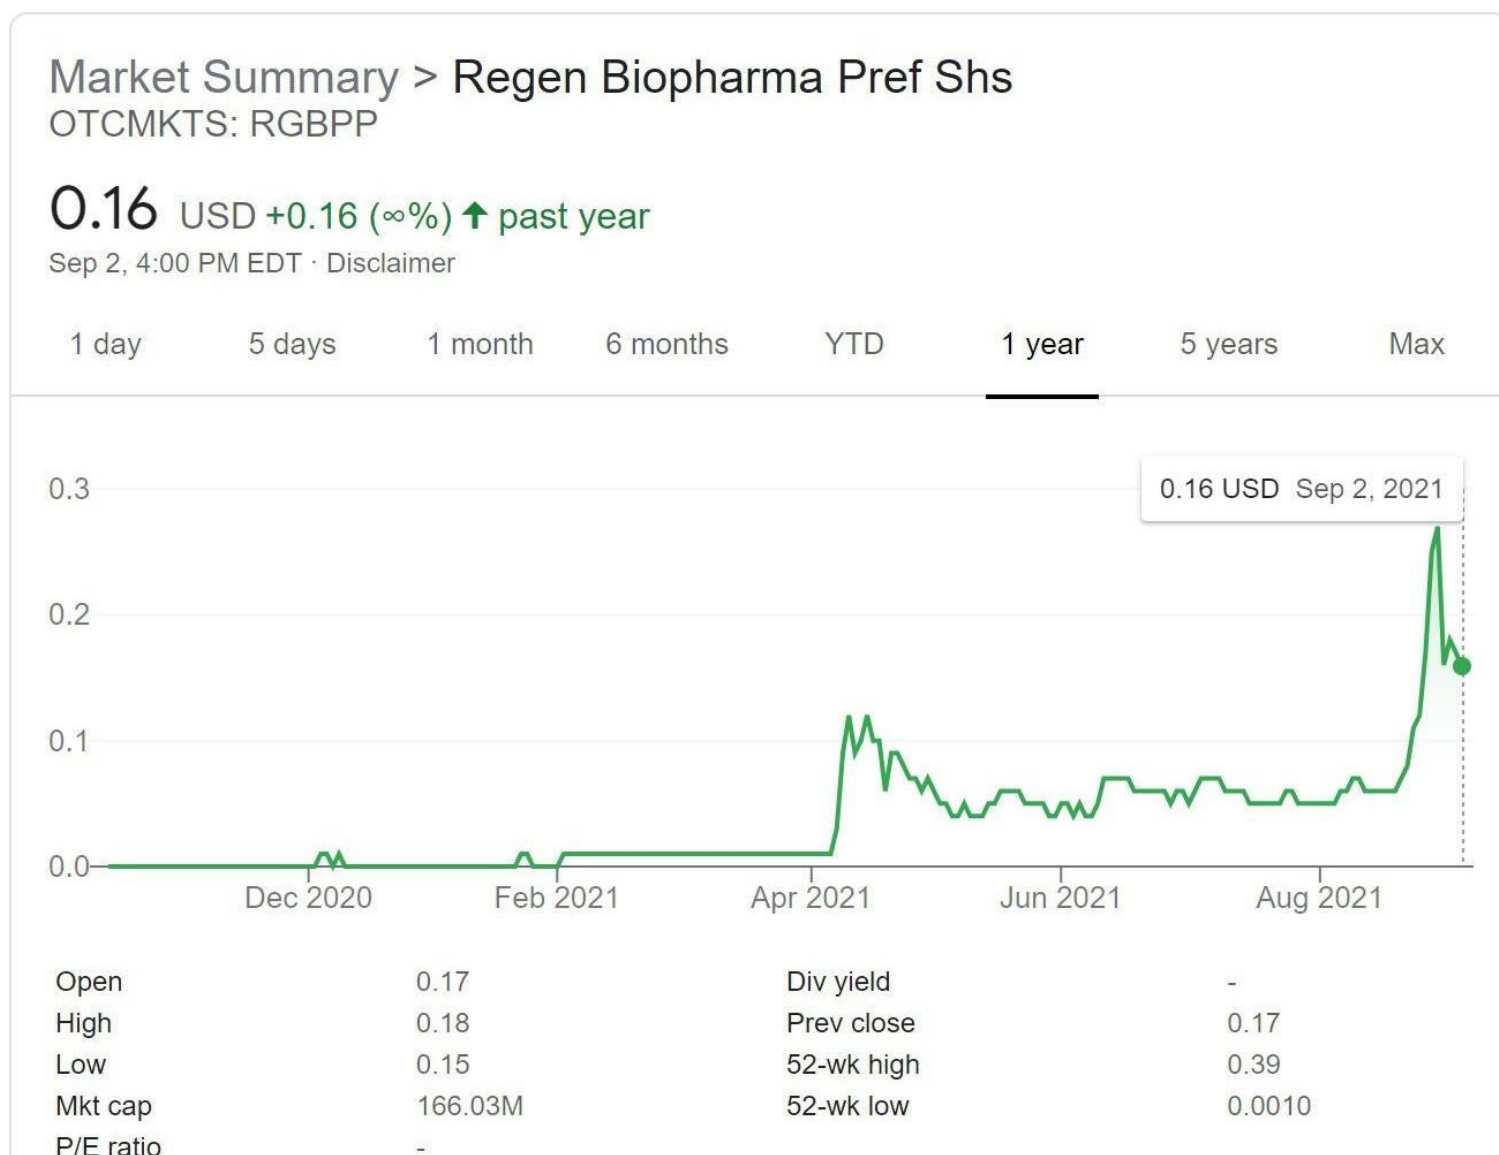 Market Summary > Regen Biopharma Pref Shs
OTCMKTS: RGBPP
0.16 USD +0.16 (∞%) ↑ past year
Sep 2, 4:00 PM EDT · Disclaimer
1 day 5 days 1 month 6 months YTD 1 year 5 years Max
0.16 USD Sep 2, 2021
0.3
0.2
0.1
0.0
Dec 2020 Feb 2021 Apr 2021 Jun 2021 Aug 2021
Open 0.17 Div yield -
High 0.18 Prev close 0.17
Low 0.15 52-wk high 0.39
Mkt cap 166.03M 52-wk low 0.0010
P/E ratio -